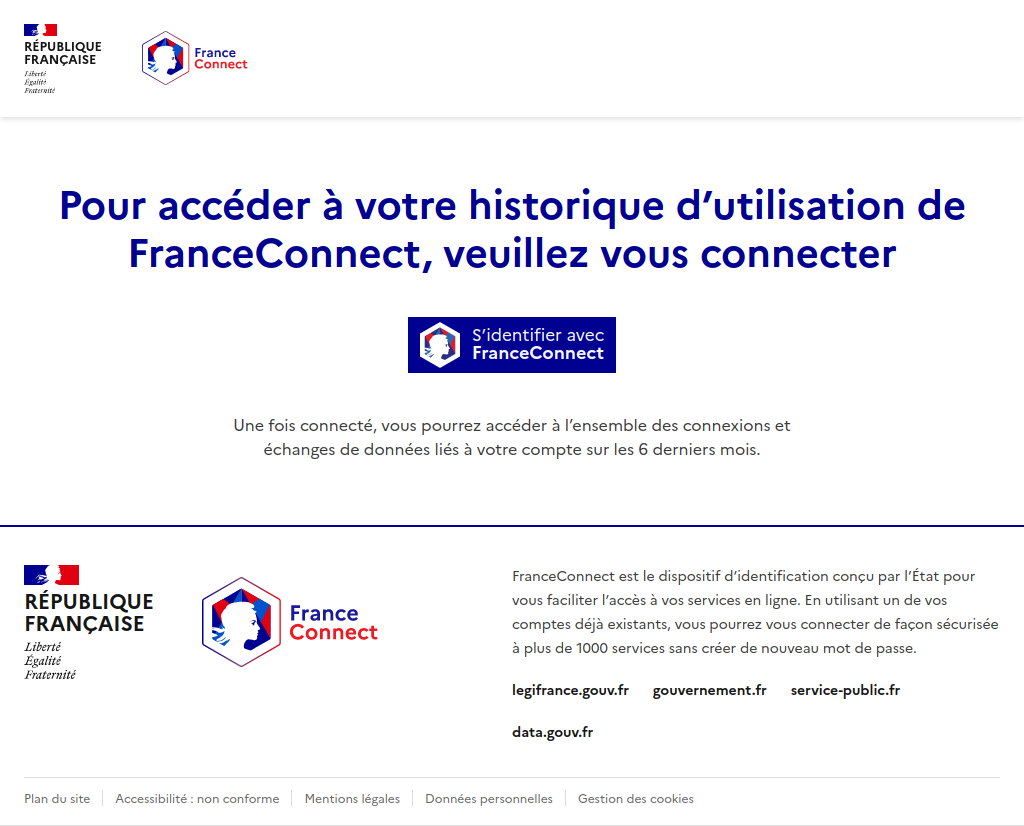 RÉPUBLIQUE
FRANÇAISE
Liberté
Égalité
Fraternité
France
Connect
Pour accéder à votre historique d’utilisation de
FranceConnect, veuillez vous connecter
S’identifier avec
FranceConnect
Une fois connecté, vous pourrez accéder à l’ensemble des connexions et
échanges de données liés à votre compte sur les 6 derniers mois.
RÉPUBLIQUE
FRANÇAISE
Liberté
Égalité
Fraternité
France
Connect
FranceConnect est le dispositif d’identification conçu par l’État pour
vous faciliter l’accès à vos services en ligne. En utilisant un de vos
comptes déjà existants, vous pourrez vous connecter de façon sécurisée
à plus de 1000 services sans créer de nouveau mot de passe.
legifrance.gouv.fr gouvernement.fr service-public.fr
data.gouv.fr
Plan du site Accessibilité : non conforme Mentions légales Données personnelles Gestion des cookies